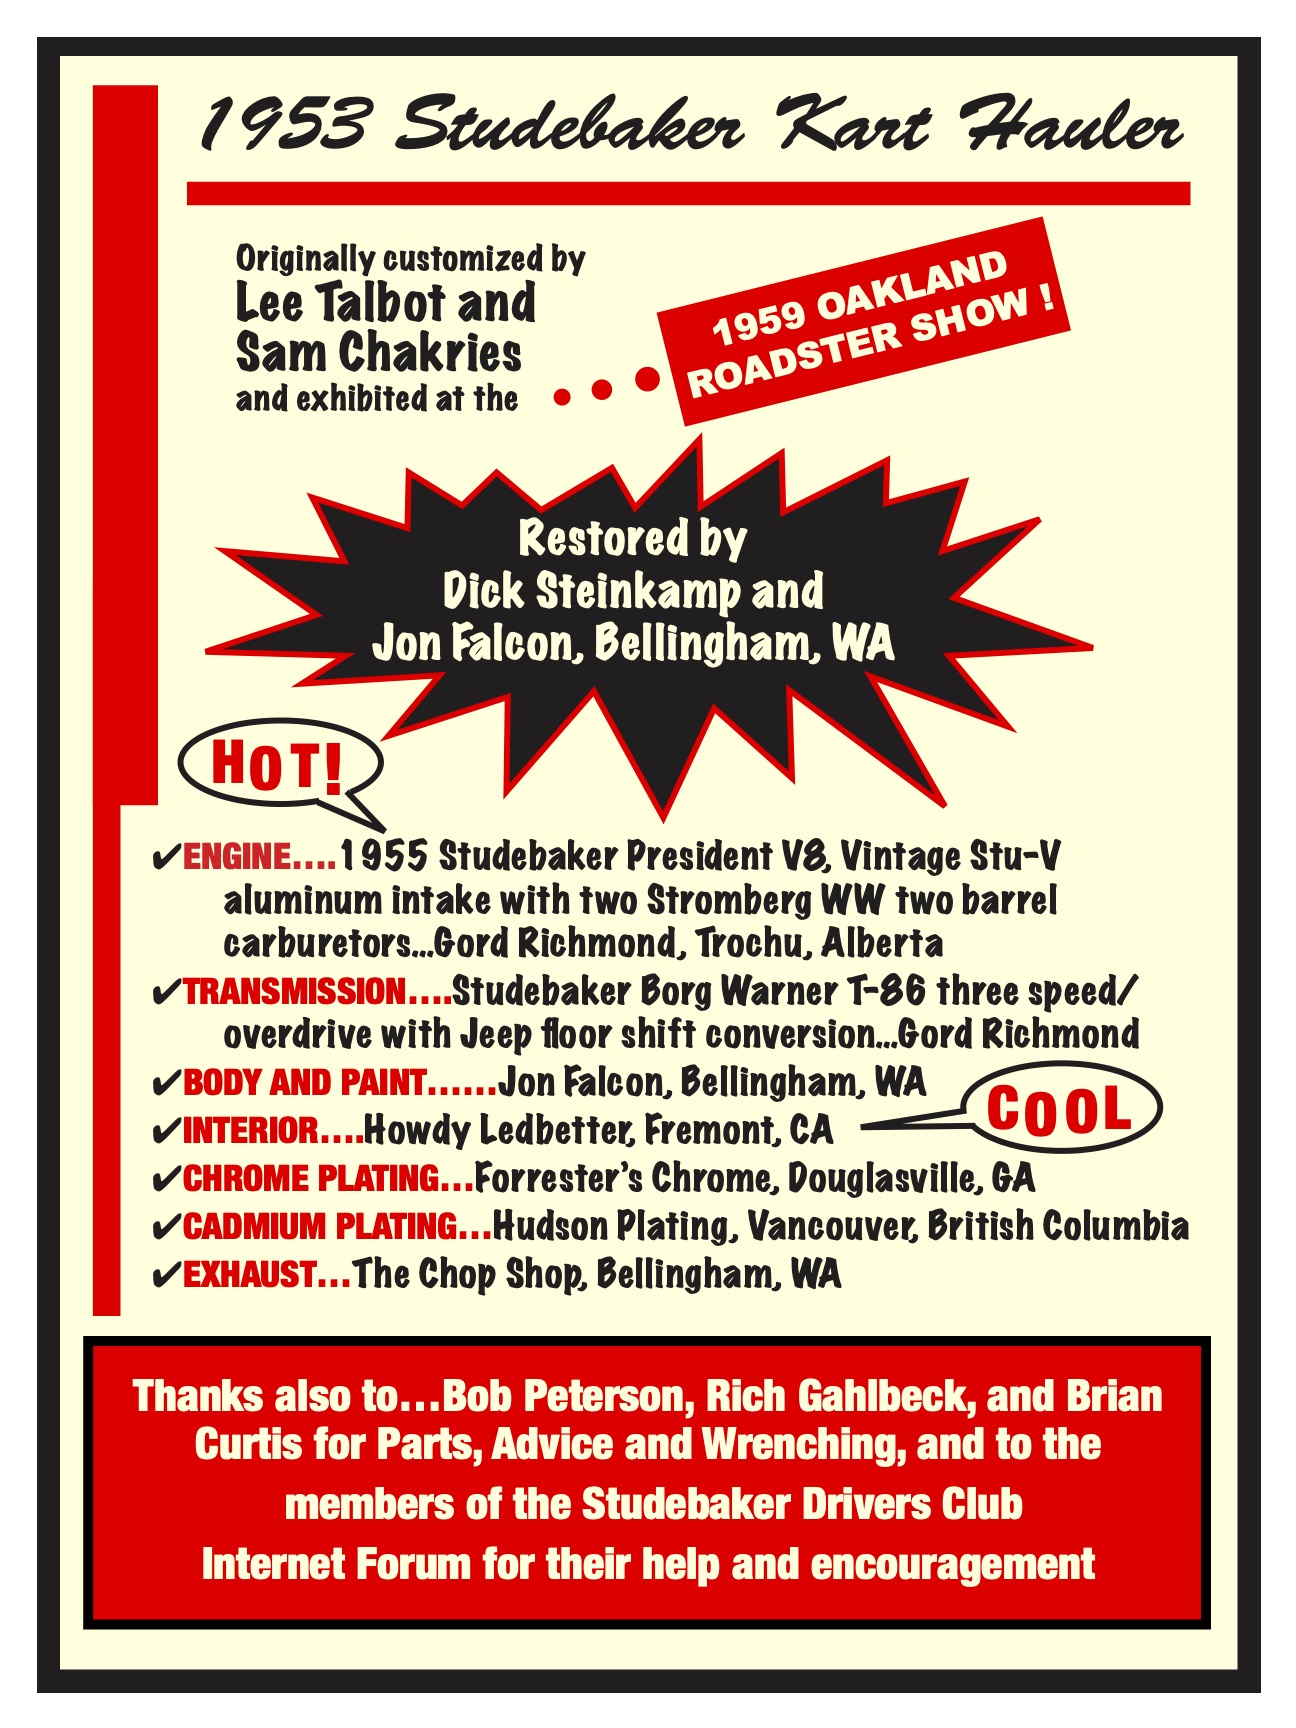 1953 Studebaker Kart Hauler
Originally customized by
Lee Talbot and
Sam Chakries
and exhibited at the
1959 OAKLAND
ROADSTER SHOW !
Restored by
Dick Steinkamp and
Jon Falcon, Bellingham, WA
HOT!
✔ENGINE....1955 Studebaker President V8, Vintage Stu-V
aluminum intake with two Stromberg WW two barrel
carburetors...Gord Richmond, Trochu, Alberta
✔TRANSMISSION....Studebaker Borg Warner T-86 three speed/
overdrive with Jeep floor shift conversion...Gord Richmond
✔BODY AND PAINT......Jon Falcon, Bellingham, WA
COOL
✔INTERIOR....Howdy Ledbetter, Fremont, CA
✔CHROME PLATING...Forrester's Chrome, Douglasville, GA
✔CADMIUM PLATING...Hudson Plating, Vancouver, British Columbia
✔EXHAUST...The Chop Shop, Bellingham, WA
Thanks also to...Bob Peterson, Rich Gahlbeck, and Brian
Curtis for Parts, Advice and Wrenching, and to the
members of the Studebaker Drivers Club
Internet Forum for their help and encouragement